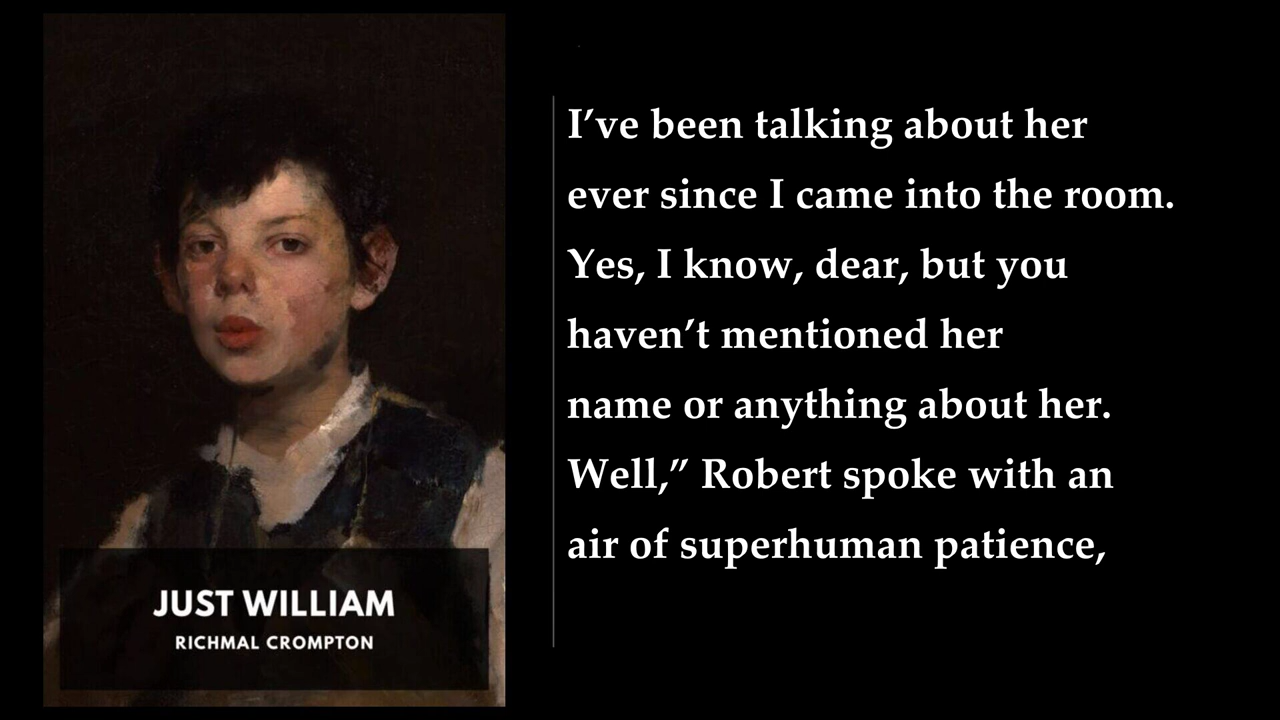 JUST WILLIAM
RICHMAL CROMPTON
I’ve been talking about her
ever since I came into the room.
Yes, I know, dear, but you
haven’t mentioned her
name or anything about her.
Well,” Robert spoke with an
air of superhuman patience,